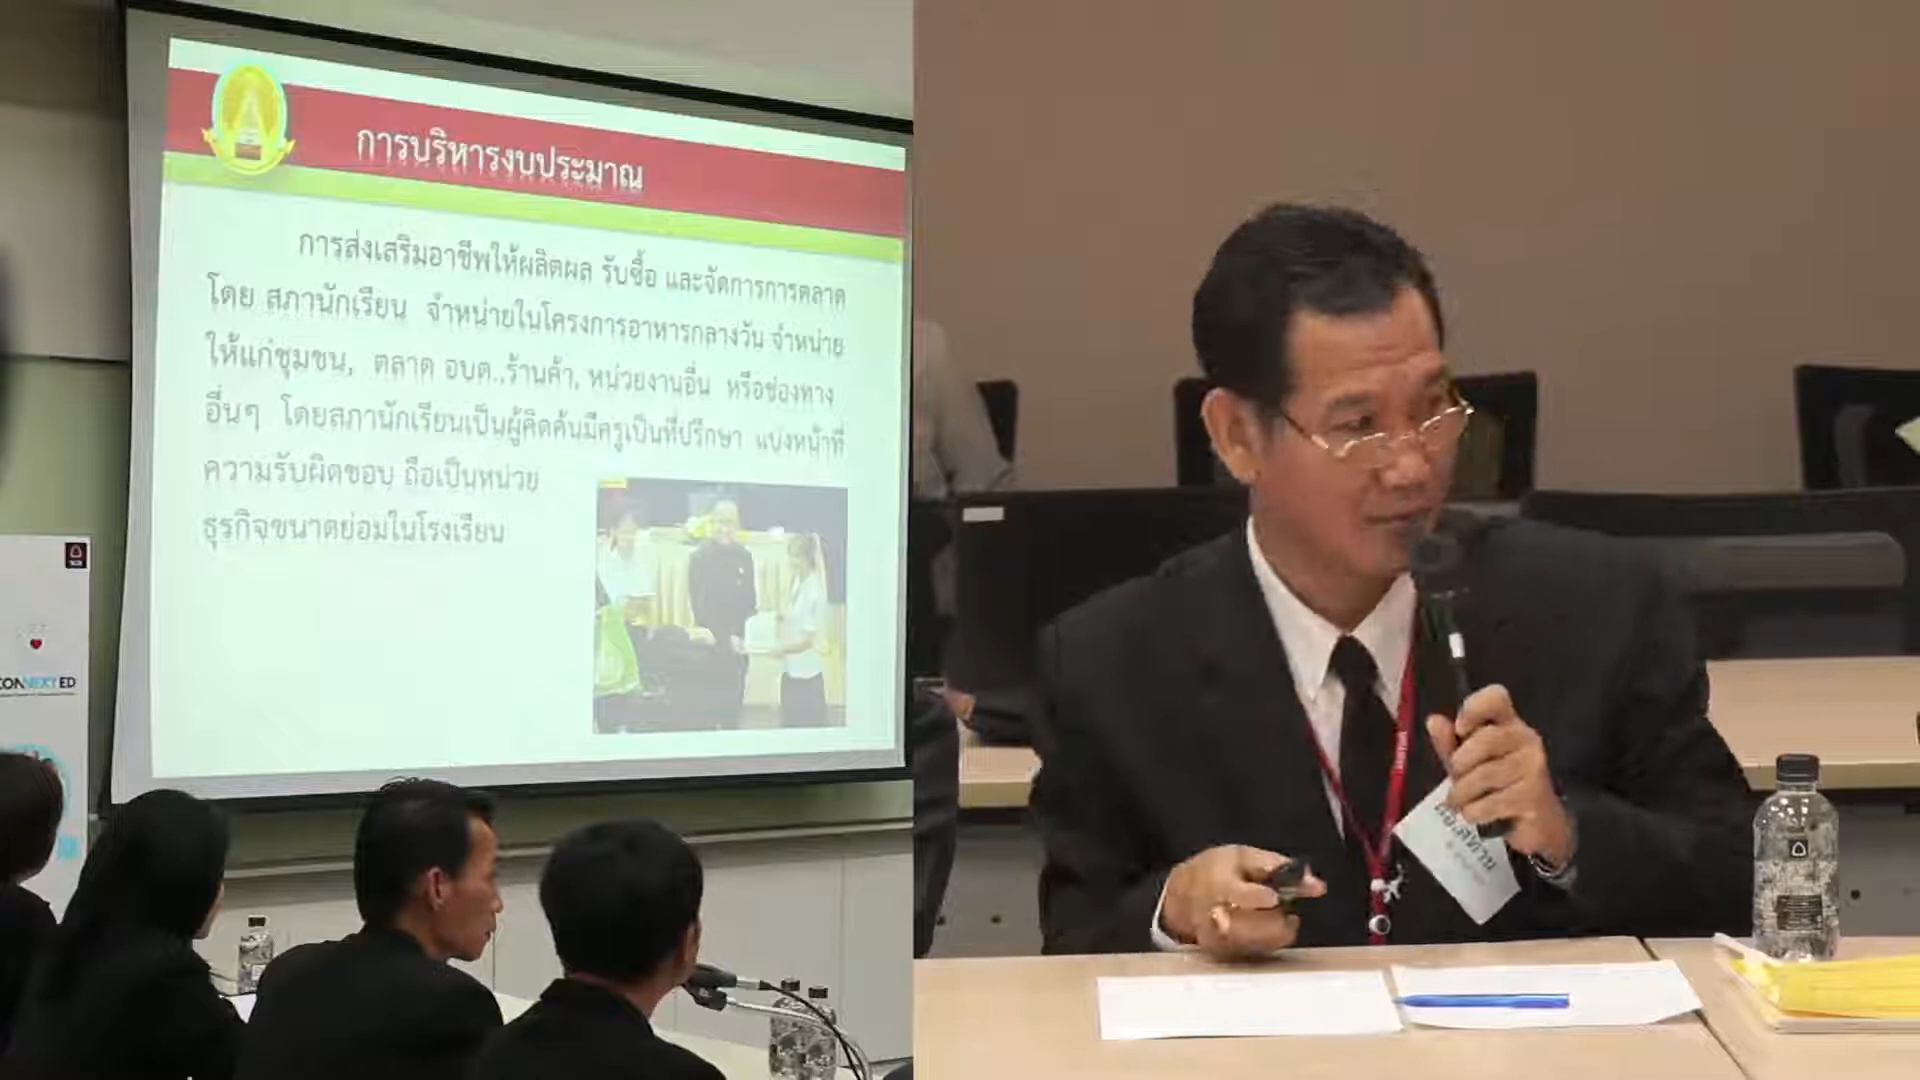 การบริหารงบประมาณ
การส่งเสริมอาชีพให้ผลิตผล รับซื้อ และจัดการการตลาด
โดย สภานักเรียน จำหน่ายในโครงการอาหารกลางวัน จำหน่าย
ให้แก่ชุมชน, ตลาด อบต..ร้านค้า, หน่วยงานอื่น หรือช่องทาง
อื่นๆ โดยสภานักเรียนเป็นผู้คิดค้นมีครูเป็นที่ปรึกษา แบ่งหน้าที่
ความรับผิดชอบ ถือเป็นหน่วย
ธุรกิจขนาดย่อมในโรงเรียน
CONNEXT ED